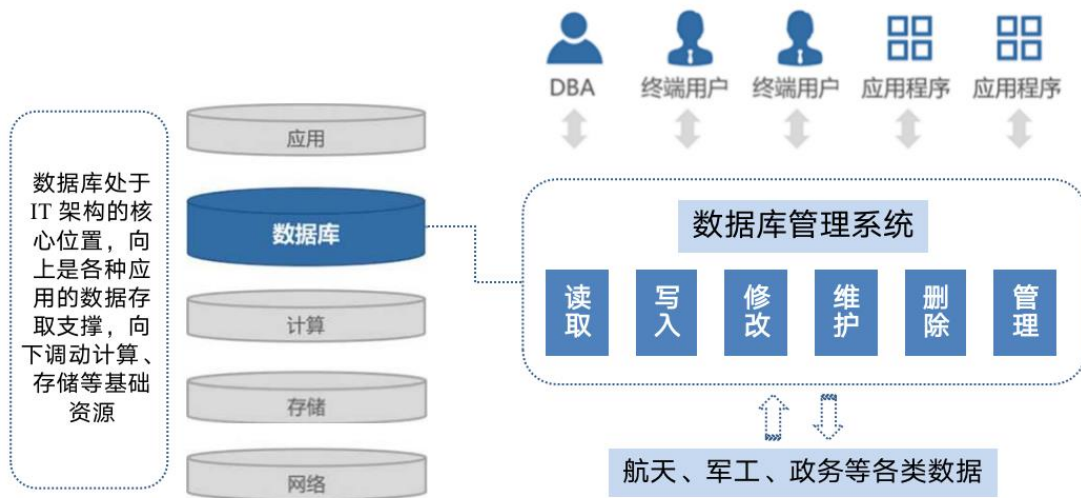 DBA
终端用户
终端用户
应用程序
应用程序
数据库处于
IT 架构的核
心位置，向
上是各种应
用的数据存
取支撑，向
下调动计算、
存储等基础
资源
应用
数据库
计算
存储
网络
数据库管理系统
读取
写入
修改
维护
删除
管理
航天、军工、政务等各类数据